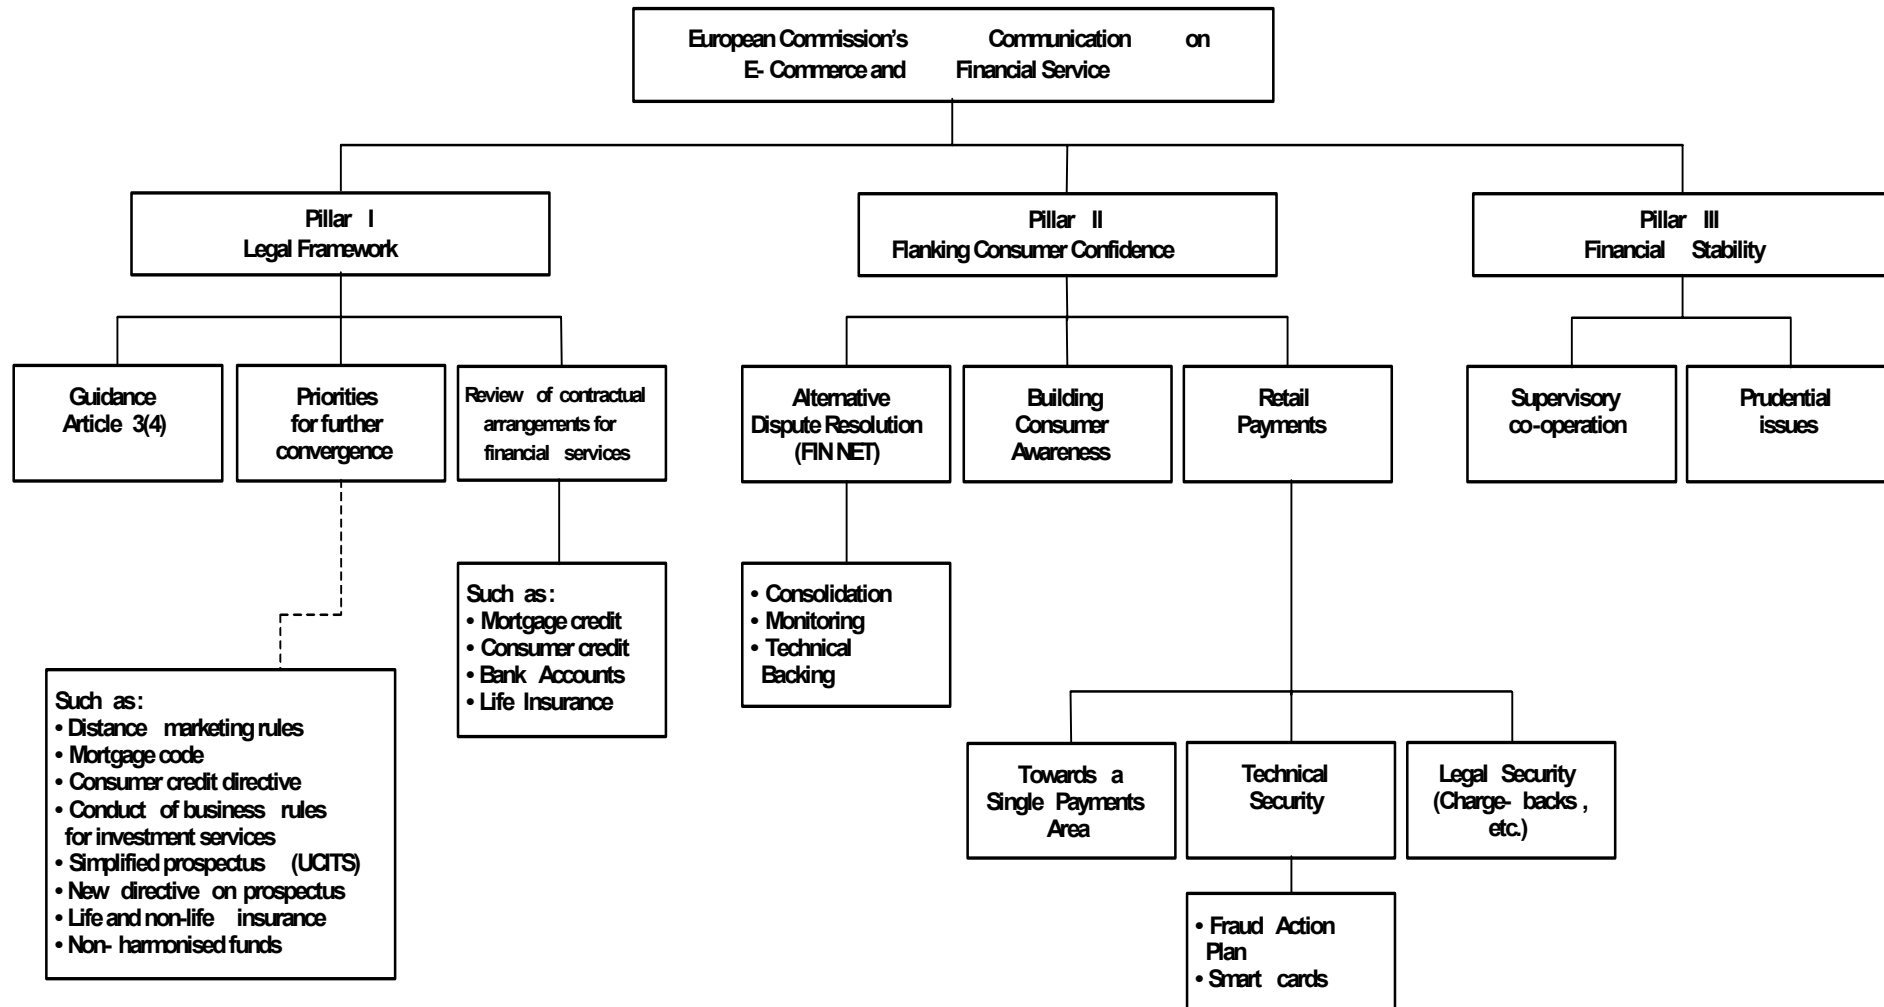 European Commission's Communication on
E- Commerce and Financial Service
Pillar I
Legal Framework
Pillar II
Flanking Consumer Confidence
Pillar III
Financial Stability
Guidance
Article 3(4)
Priorities
for further
convergence
Review of contractual
arrangements for
financial services
Alternative
Dispute Resolution
(FIN NET)
Building
Consumer
Awareness
Retail
Payments
Supervisory
co-operation
Prudential
issues
Such as:
• Mortgage credit
• Consumer credit
• Bank Accounts
• Life Insurance
• Consolidation
• Monitoring
• Technical
Backing
Such as:
• Distance marketing rules
• Mortgage code
• Consumer credit directive
• Conduct of business rules
for investment services
• Simplified prospectus (UCITS)
• New directive on prospectus
• Life and non-life insurance
• Non- harmonised funds
Towards a
Single Payments
Area
Technical
Security
Legal Security
(Charge- backs ,
etc.)
• Fraud Action
Plan
• Smart cards